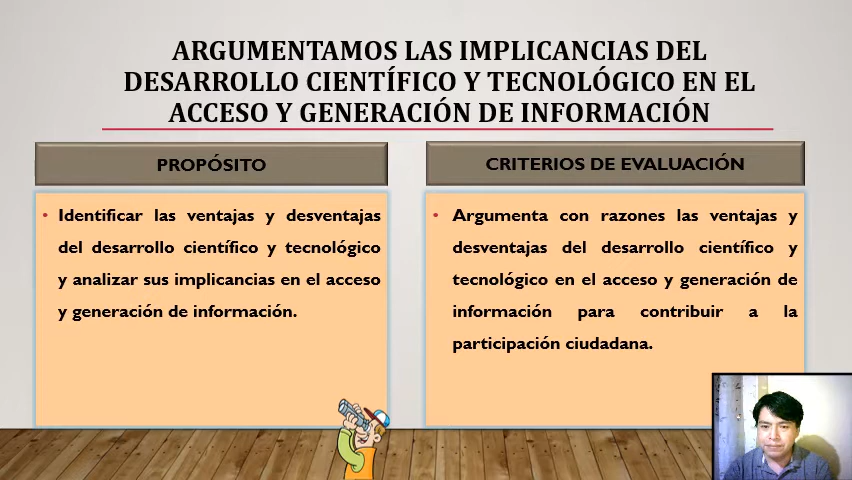 ARGUMENTAMOS LAS IMPLICANCIAS DEL
DESARROLLO CIENTÍFICO Y TECNOLÓGICO EN EL
ACCESO Y GENERACIÓN DE INFORMACIÓN
PROPÓSITO
• Identificar las ventajas y desventajas
del desarrollo científico y tecnológico
y analizar sus implicancias en el acceso
y generación de información.
CRITERIOS DE EVALUACIÓN
• Argumenta con razones las ventajas y
desventajas del desarrollo científico y
tecnológico en el acceso y generación de
información para contribuir a la
participación ciudadana.